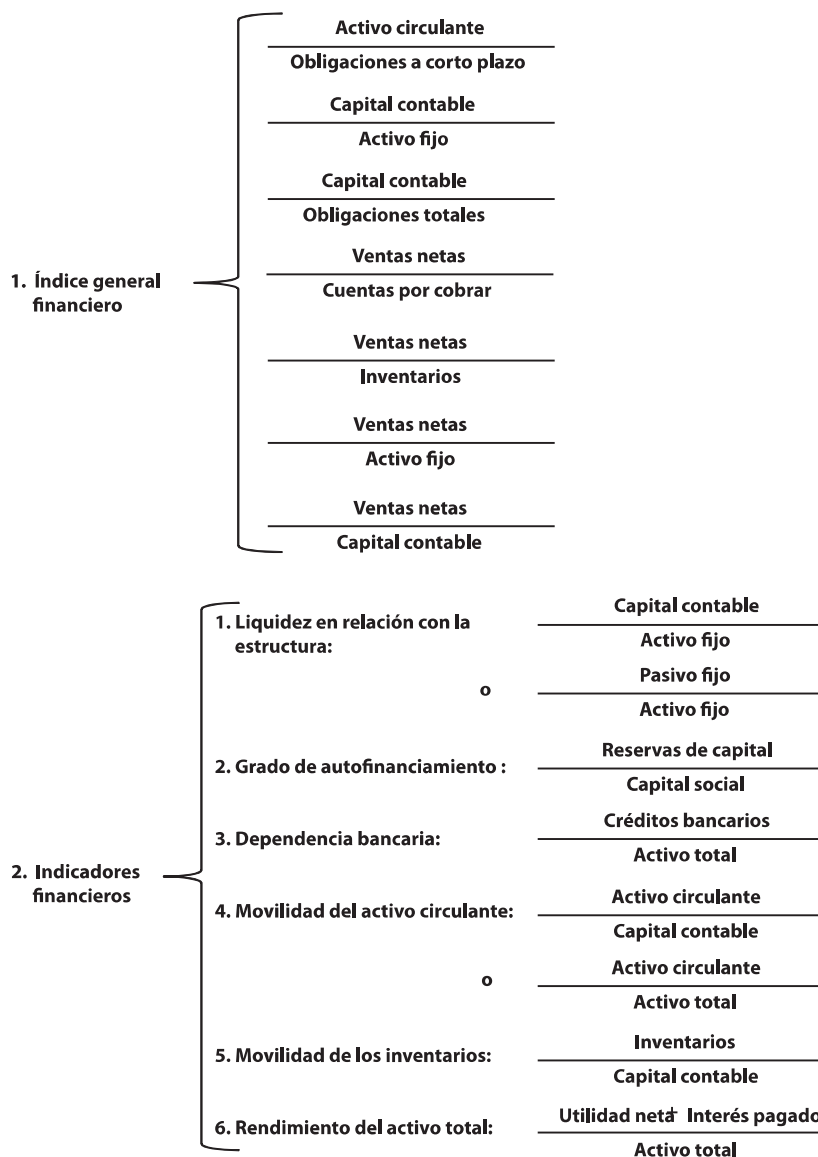 Activo circulante
Obligaciones a corto plazo
Capital contable
Activo fijo
Capital contable
Obligaciones totales
1. Índice general
financiero
Ventas netas
Cuentas por cobrar
Ventas netas
Inventarios
Ventas netas
Activo fijo
Ventas netas
Capital contable
2. Indicadores
financieros
1. Liquidez en relación con la
estructura:
Capital contable
Activo fijo
o
Pasivo fijo
Activo fijo
2. Grado de autofinanciamiento :
Reservas de capital
Capital social
3. Dependencia bancaria:
Créditos bancarios
Activo total
4. Movilidad del activo circulante:
Activo circulante
Capital contable
o
Activo circulante
Activo total
5. Movilidad de los inventarios:
Inventarios
Capital contable
6. Rendimiento del activo total:
Utilidad neta + Interés pagado
Activo total